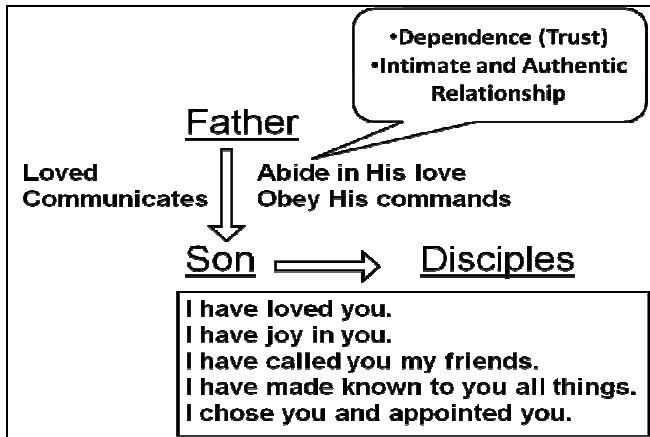 •Dependence (Trust)
•Intimate and Authentic
Relationship
Father
Loved
Communicates
Abide in His love
Obey His commands
Son
Disciples
I have loved you.
I have joy in you.
I have called you my friends.
I have made known to you all things.
I chose you and appointed you.